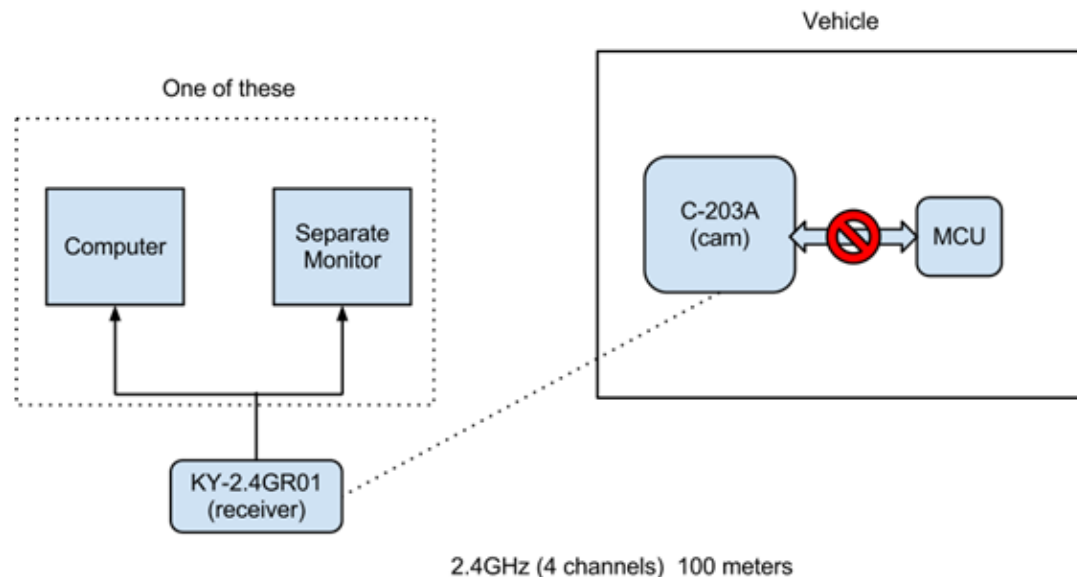 Vehicle
One of these
Computer
Separate
Monitor
C-203A
(cam)
MCU
KY-2.4GR01
(receiver)
2.4GHz (4 channels)  100 meters